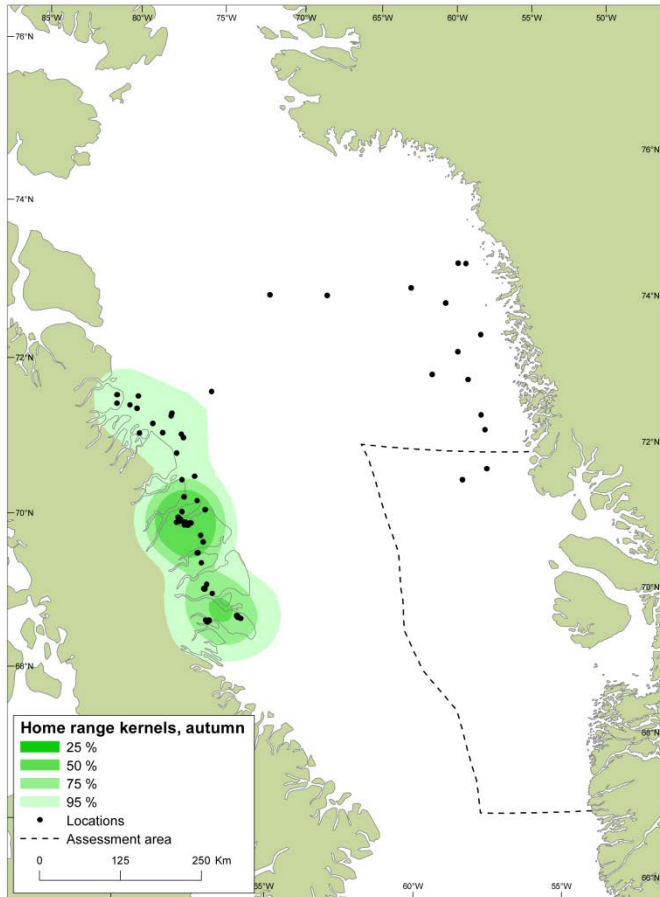 85°W 80°W 75°W 70°W 65°W 60°W 55°W 50°W
76°N
76°N
74°N
74°N
72°N
72°N
70°N
70°N
68°N
68°N
66°N
Home range kernels, autumn
25 %
50 %
75 %
95 %
Locations
Assessment area
0 125 250 Km
65°W 60°W 55°W